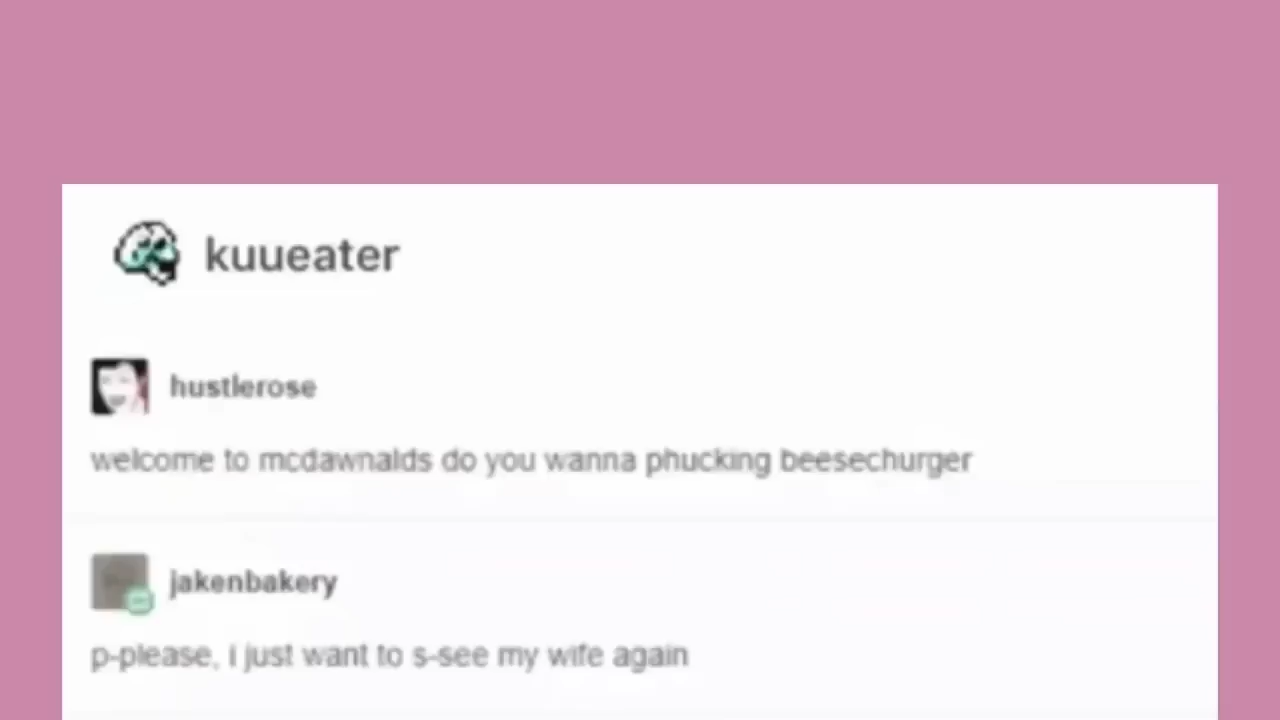 kuueater
hustlerose
welcome to mcdawnalds do you wanna phucking beesechurger
jakenbakery
p-please, i just want to s-see my wife again